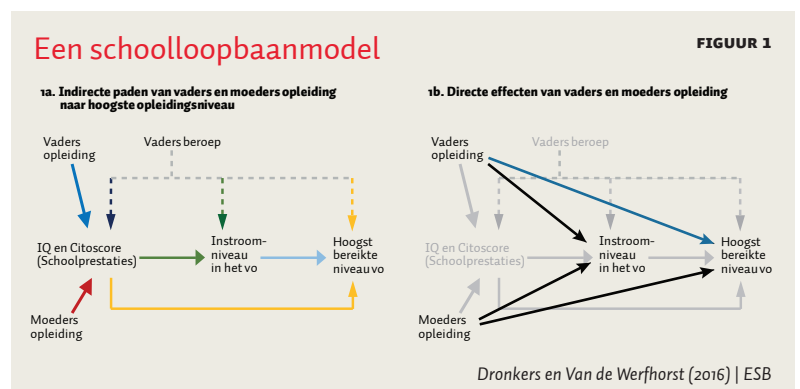 Een schoolloopbaanmodel
FIGUUR 1
1a. Indirecte paden van vaders en moeders opleiding
naar hoogste opleidingsniveau
Vaders
opleiding
Vaders beroep
IQ en Citoscore
(Schoolprestaties)
Instroom-
niveau
in het vo
Hoogst
bereikte
niveau vo
Moeders
opleiding
1b. Directe effecten van vaders en moeders opleiding
Vaders
opleiding
Vaders beroep
IQ en Citoscore
(Schoolprestaties)
Instroom-
niveau
in het vo
Hoogst
bereikte
niveau vo
Moeders
opleiding
Dronkers en Van de Werfhorst (2016) | ESB